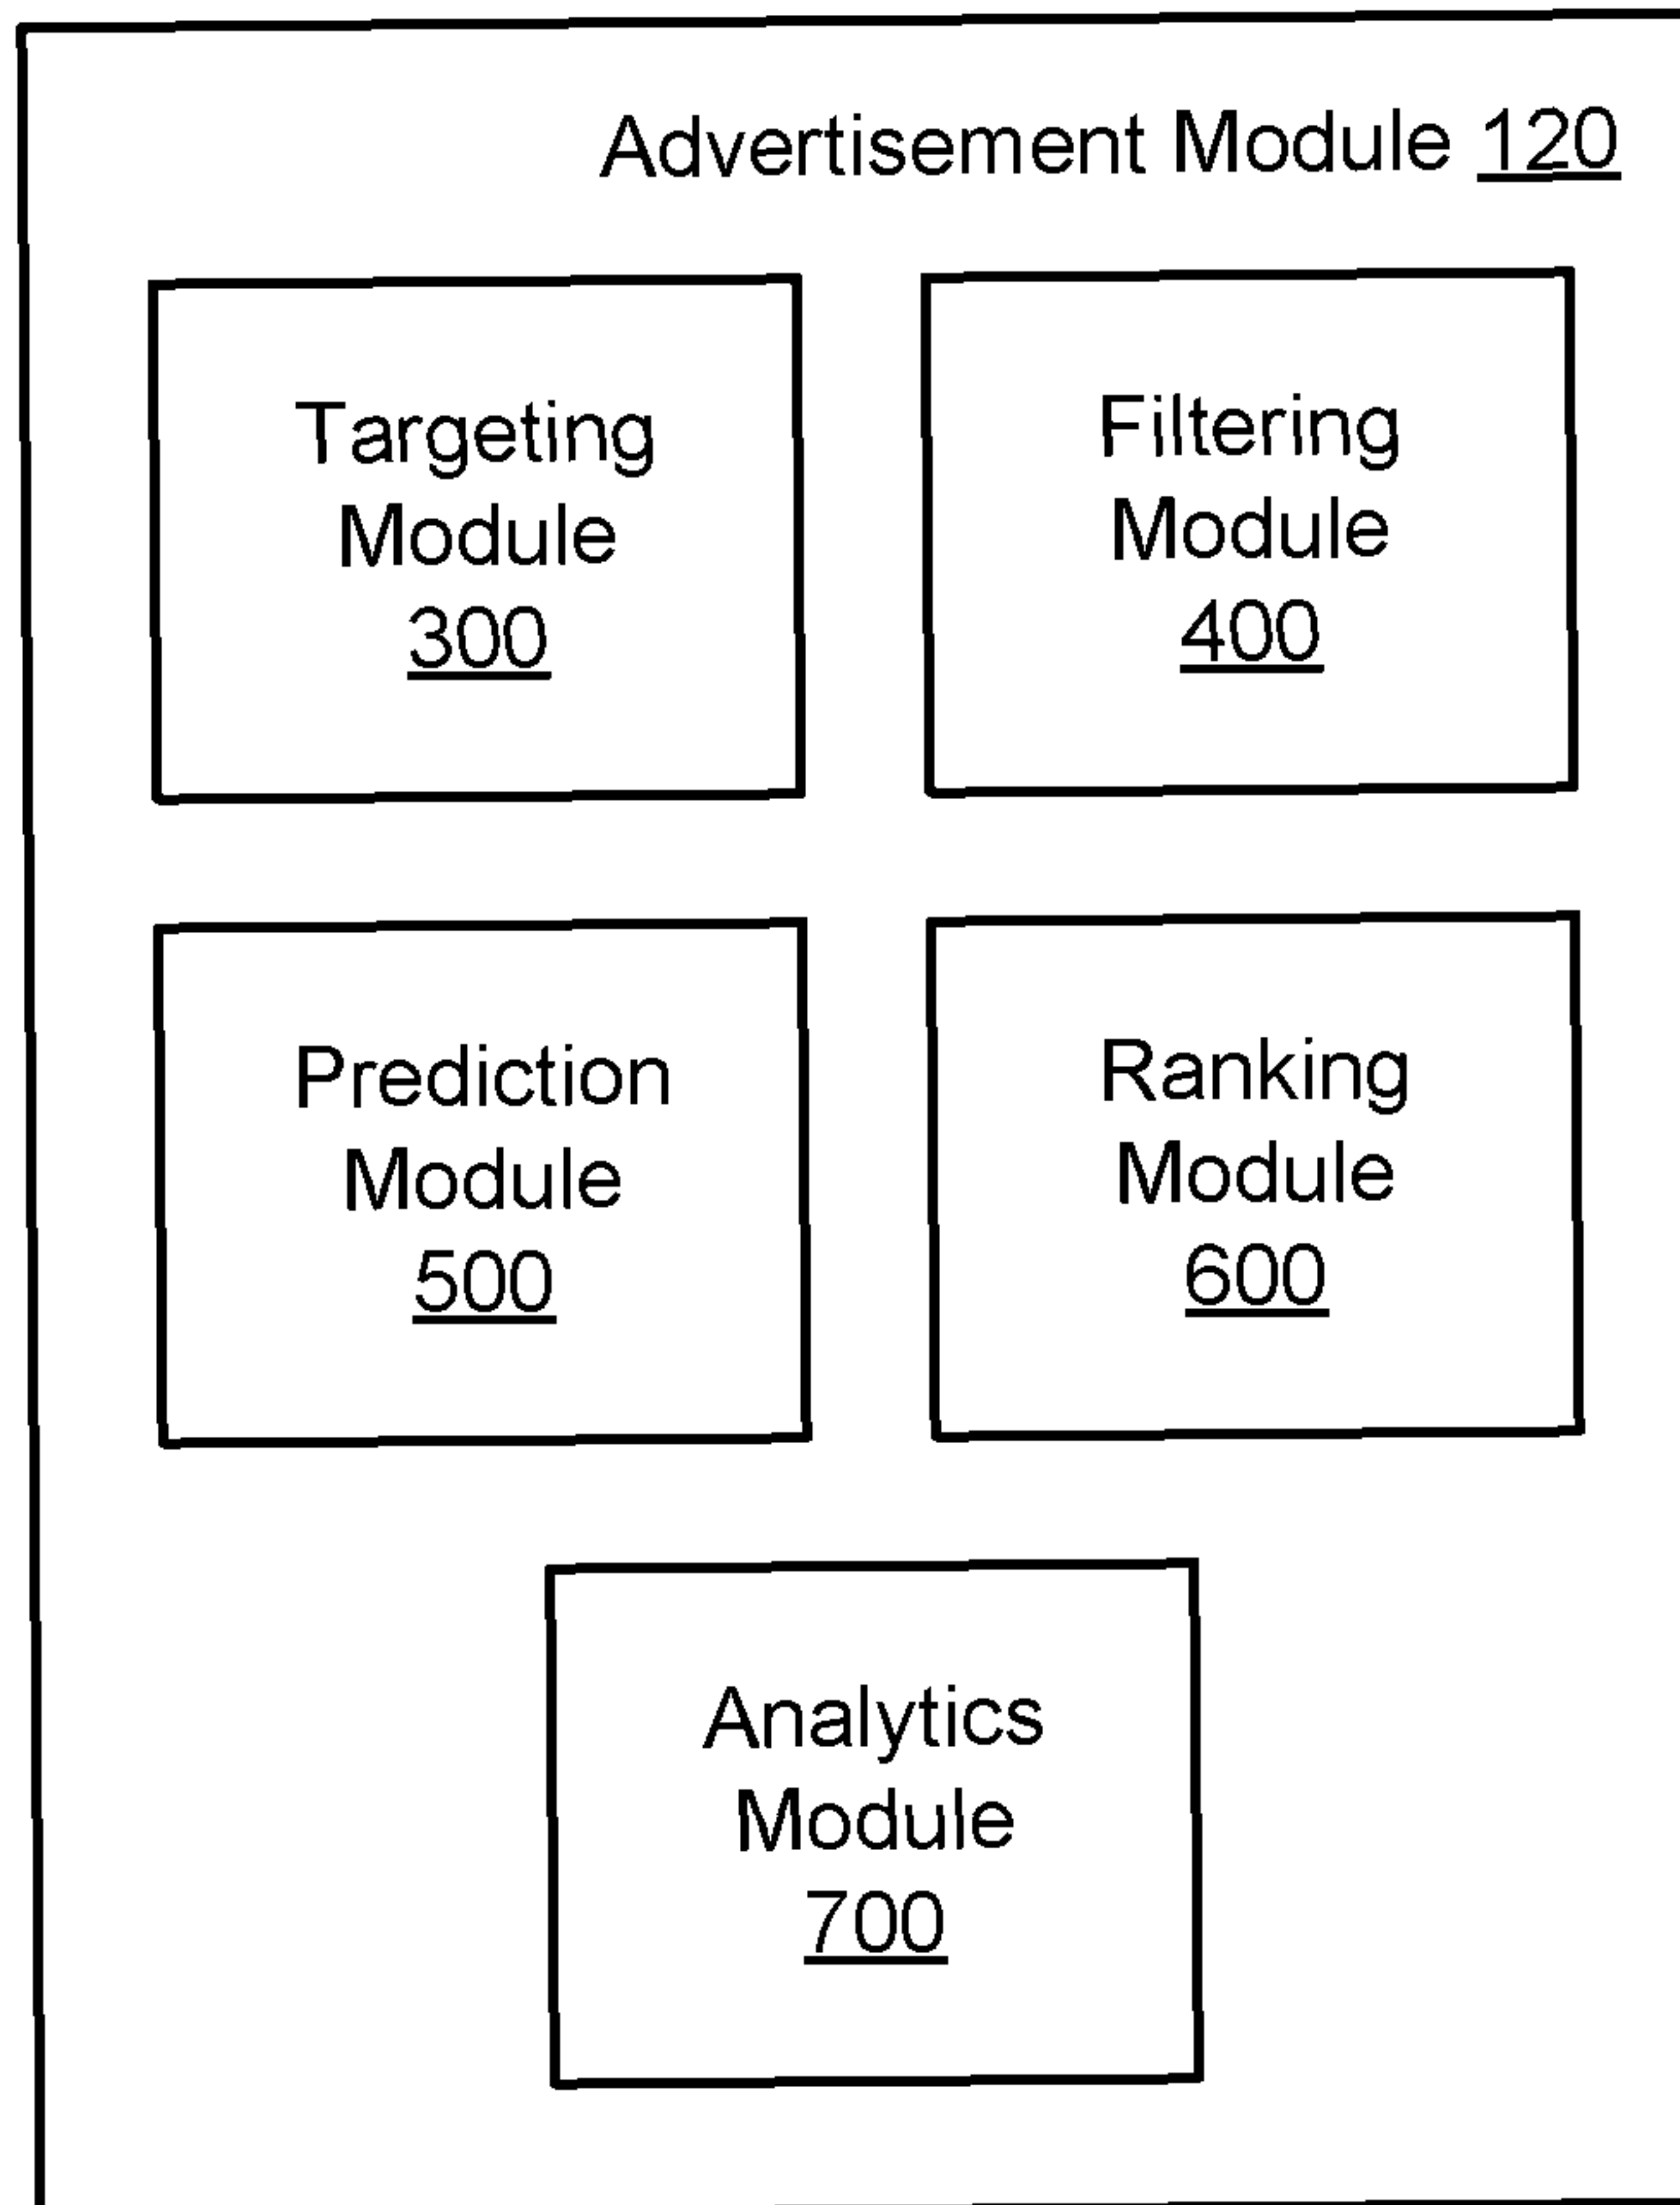 Advertisement Module 120
Targeting
Module
300
Filtering
Module
400
Prediction
Module
500
Ranking
Module
600
Analytics
Module
700